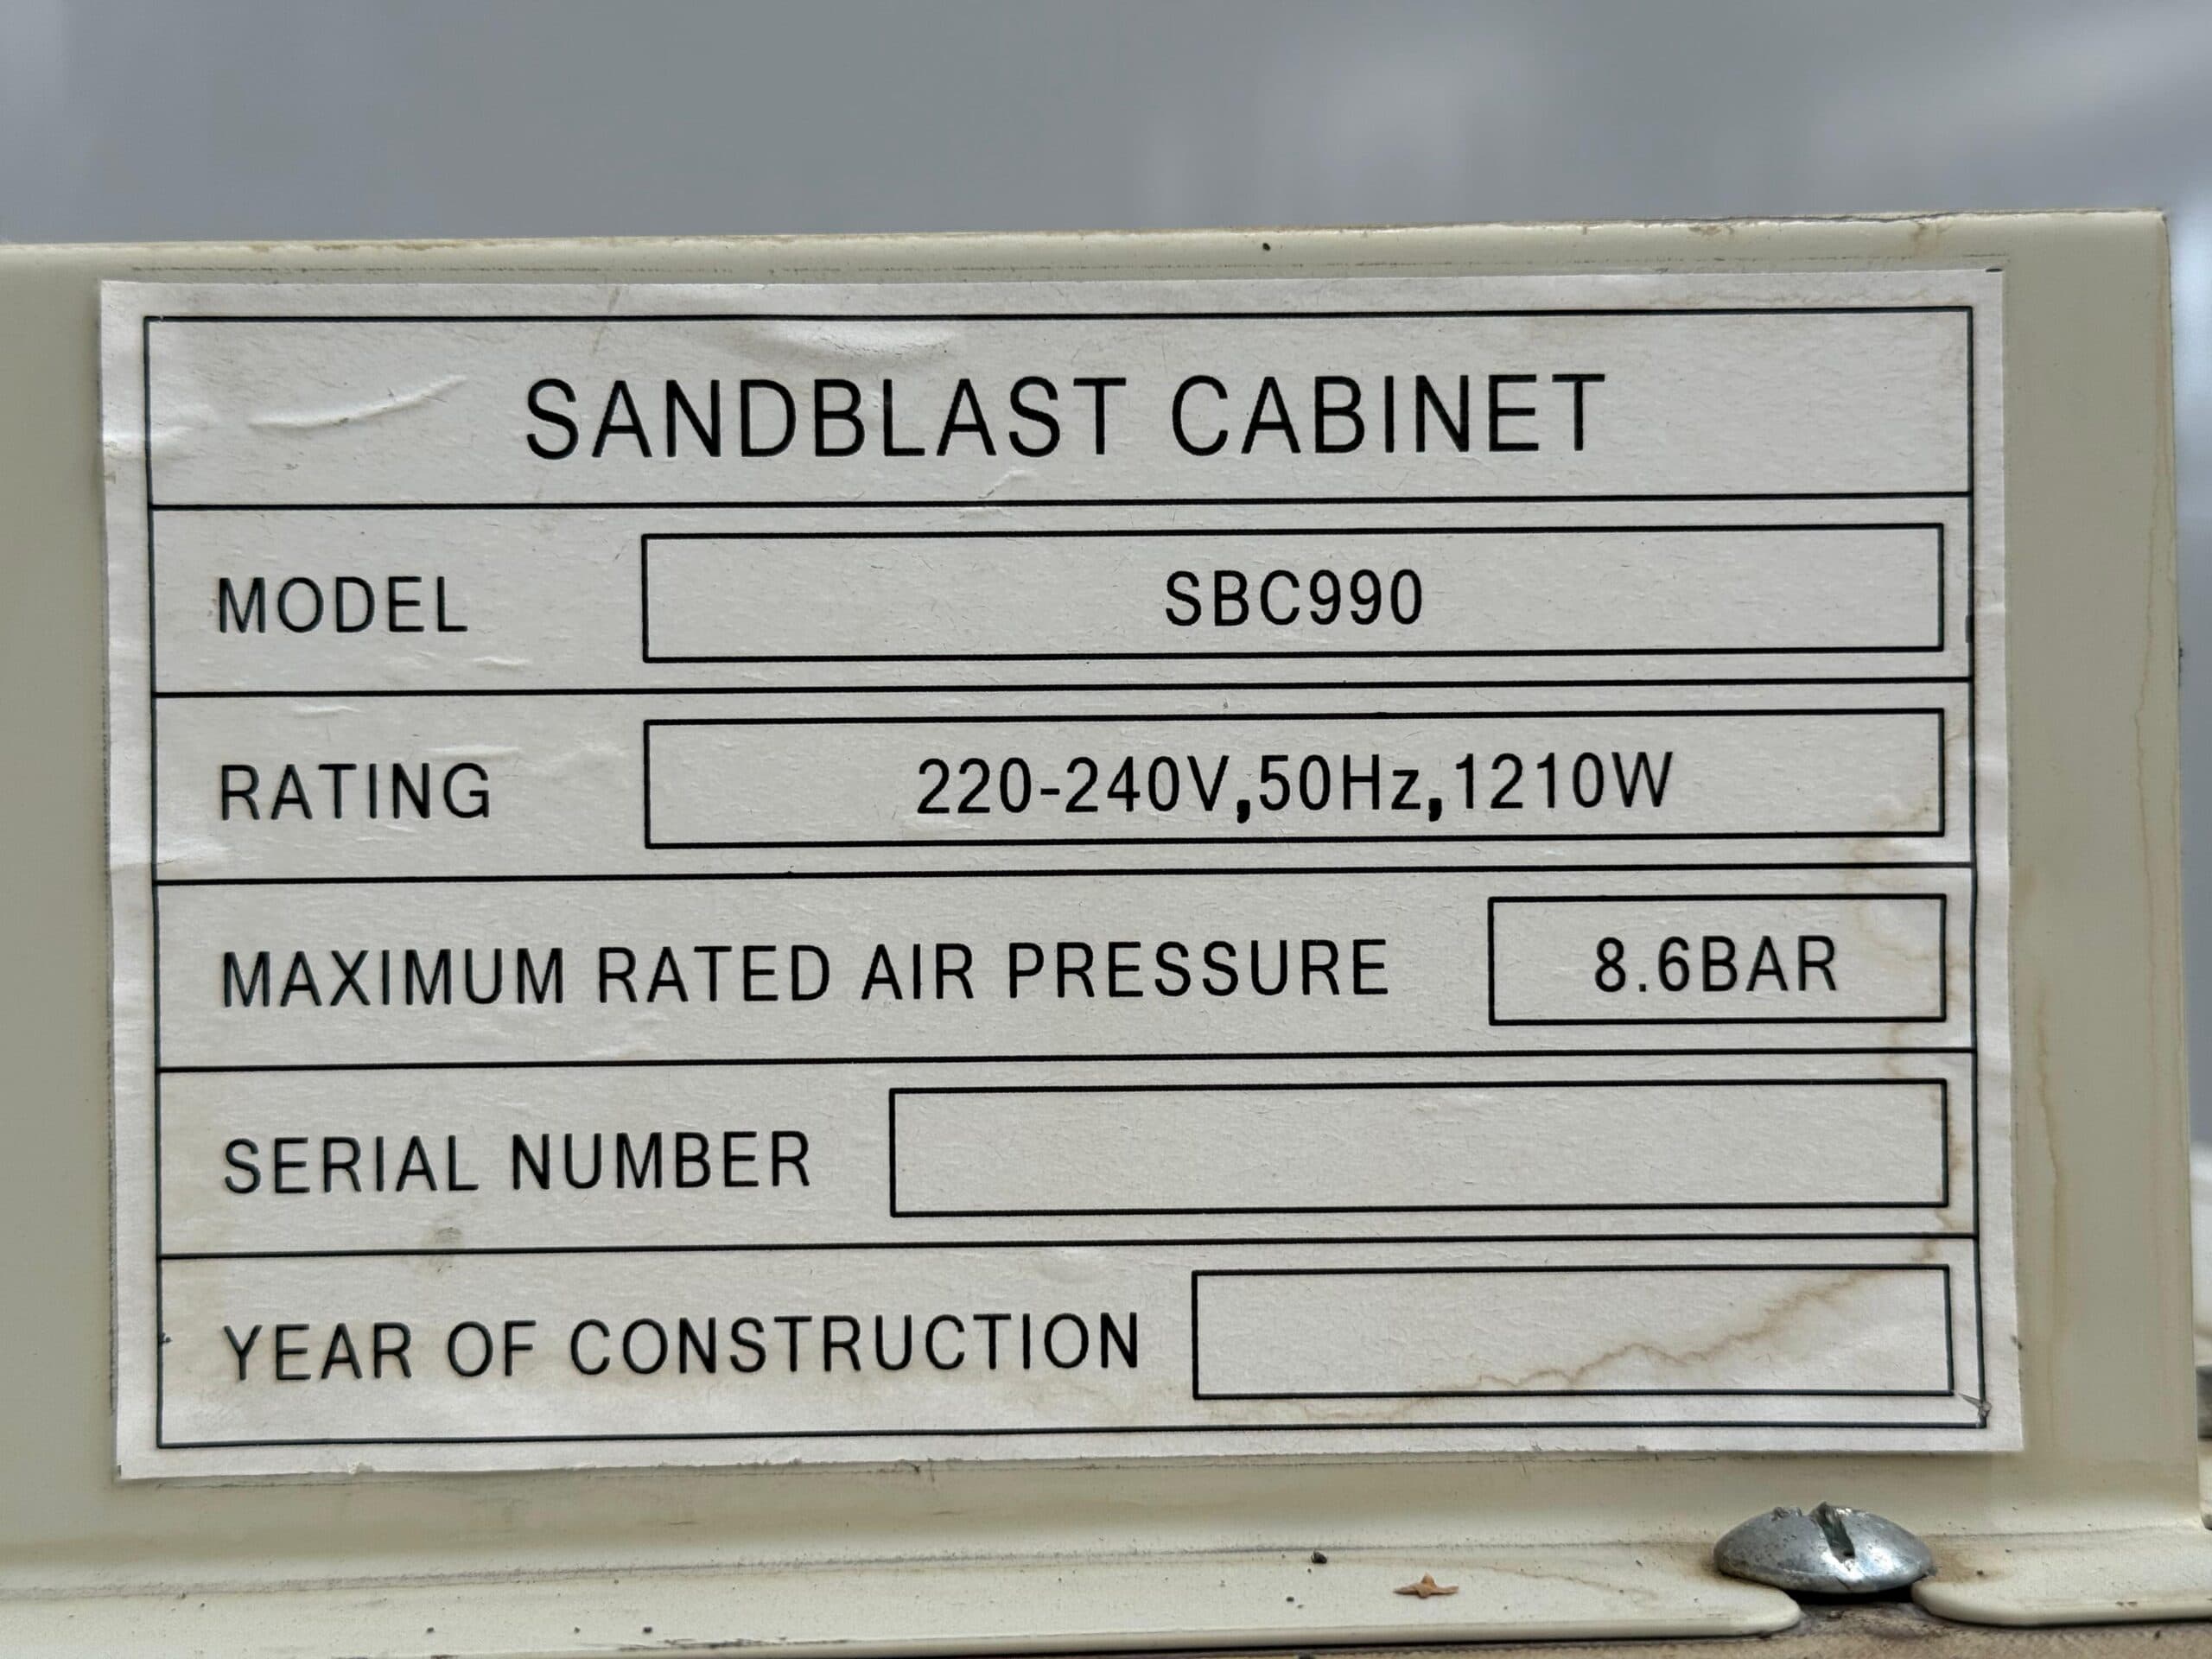 SANDBLAST CABINET
MODEL SBC990
RATING 220-240V,50Hz,1210W
MAXIMUM RATED AIR PRESSURE 8.6BAR
SERIAL NUMBER
YEAR OF CONSTRUCTION